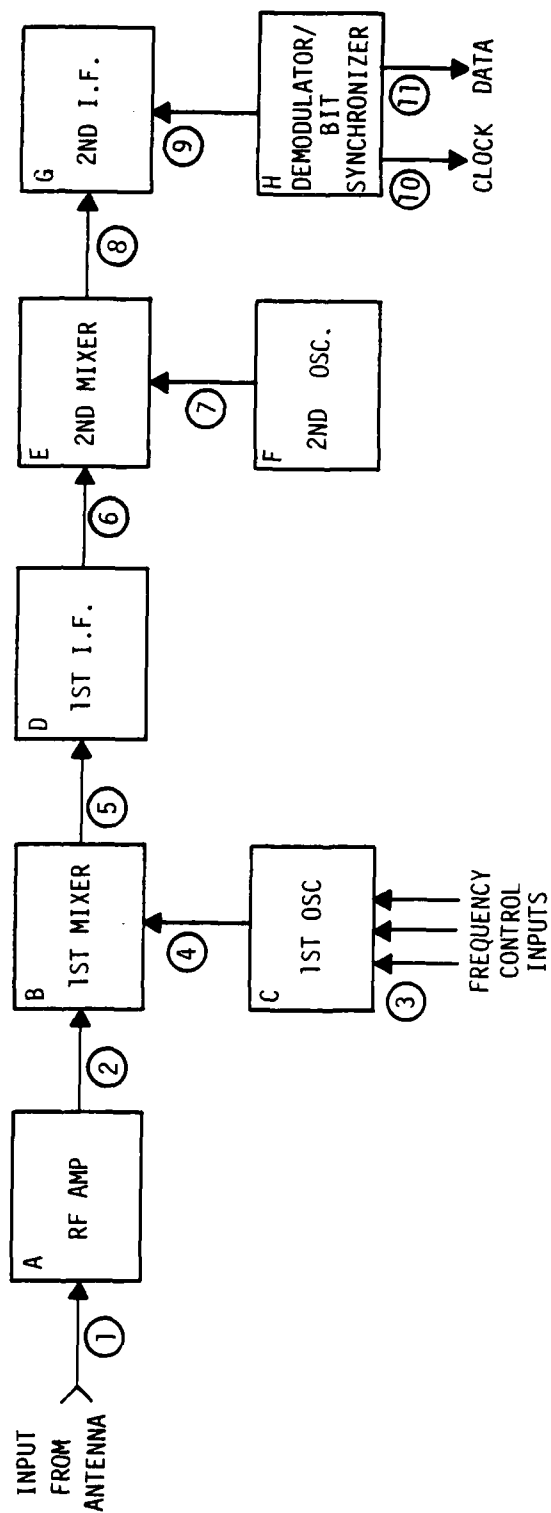 INPUT
FROM
ANTENNA
1
A
RF AMP
2
B
1ST MIXER
3
FREQUENCY
CONTROL
INPUTS
C
1ST OSC
4
5
D
1ST I.F.
6
E
2ND MIXER
F
2ND OSC.
7
8
G
2ND I.F.
9
H
DEMODULATOR/
BIT
SYNCHRONIZER
10
CLOCK
11
DATA